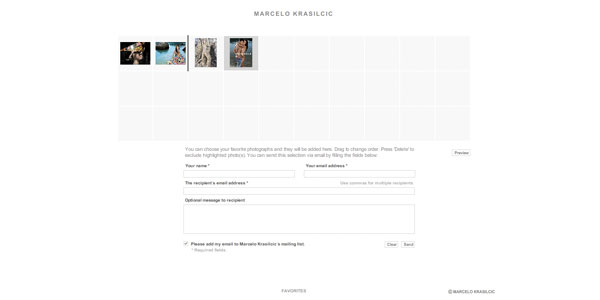 MARCELO KRASILCIC
You can choose your favorite photographs and they will be added here. Drag to change order. Press 'Delete' to
exclude highlighted photo(s). You can send this selection via email by filling the fields below.
Preview
Your name *
Your email address *
The recipient's email address *
Use commas for multiple recipients.
Optional message to recipient
Please add my email to Marcelo Krasilcic's mailing list.
Clear
Send
* Required fields.
FAVORITES
© MARCELO KRASILCIC